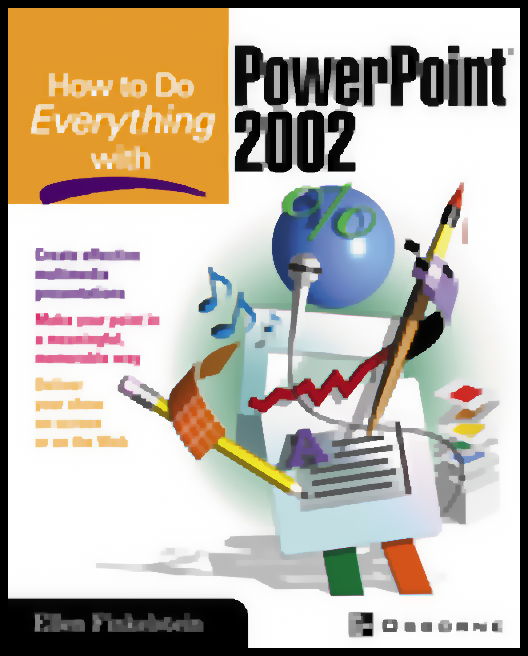 How to Do
Everything
with
PowerPoint
2002
%
Create effective
multimedia
presentations
Make your point in
a meaningful,
memorable way
Deliver
your show
on screen
or on the Web
A
Ellen Finkelstein
OSBORNE